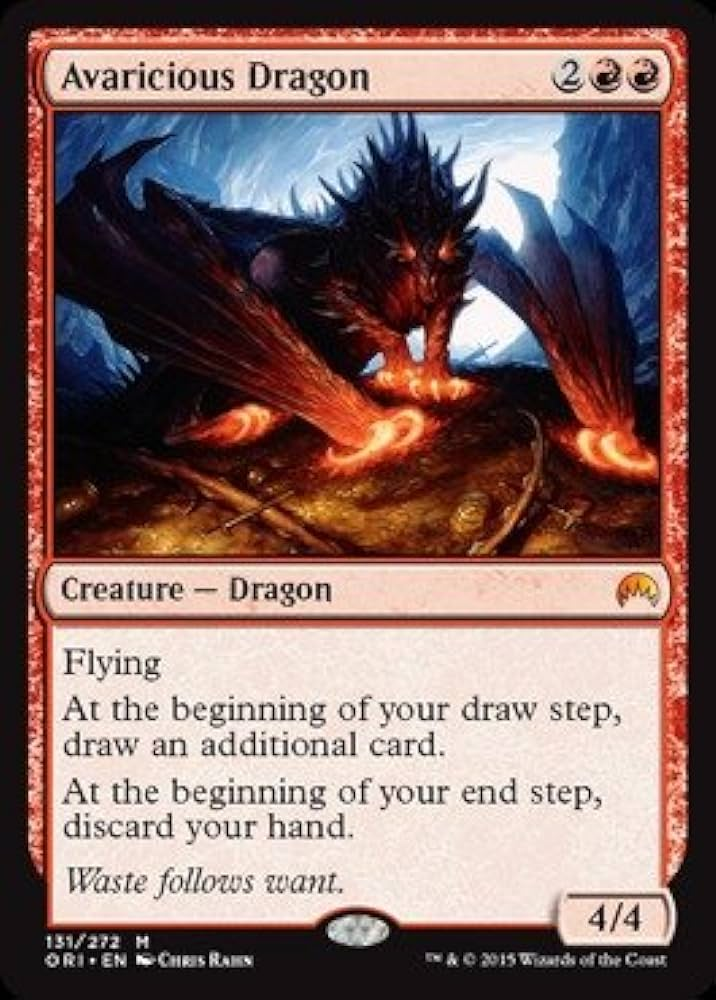 Avaricious Dragon 2
Creature — Dragon
Flying
At the beginning of your draw step,
draw an additional card.
At the beginning of your end step,
discard your hand.
Waste follows want.
4/4
131/272 M
ORI • EN Chris Rahn
™ & © 2015 Wizards of the Coast